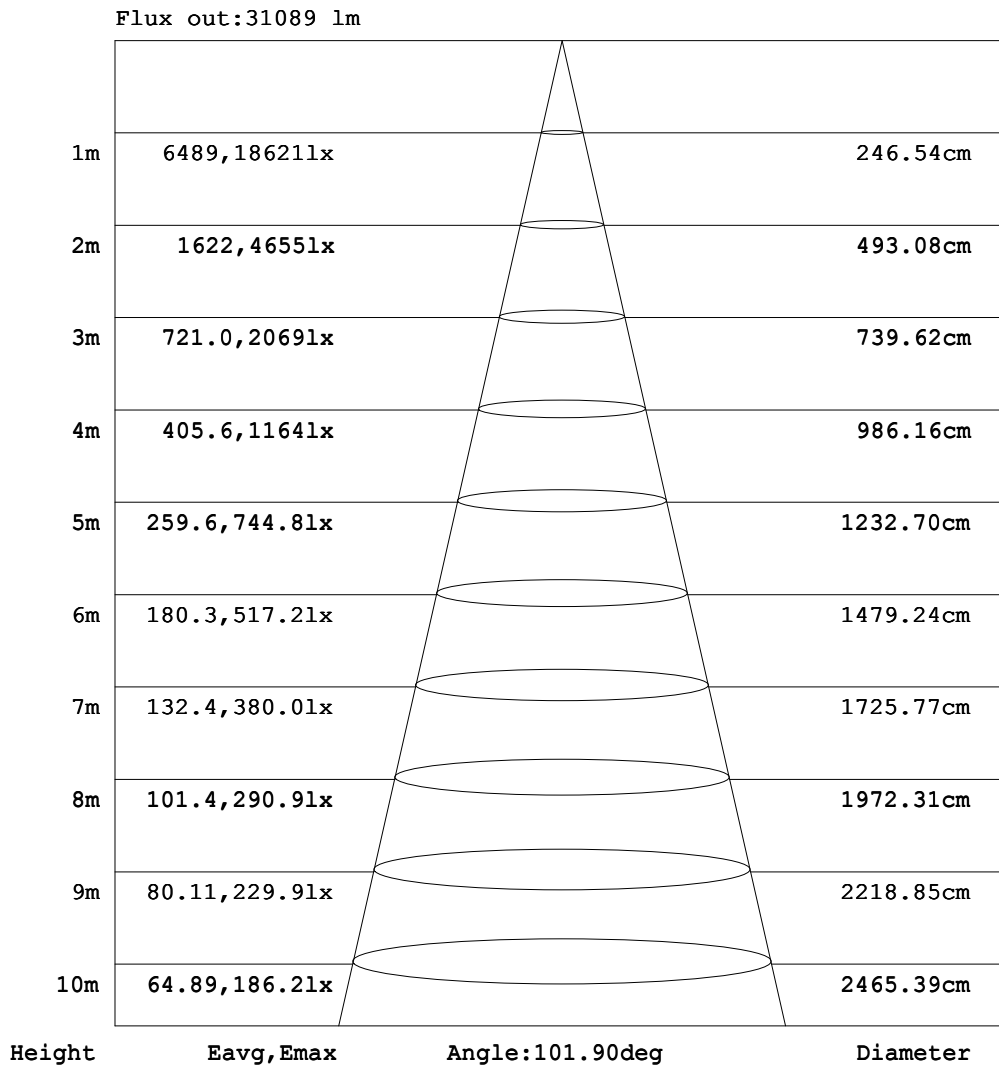 Flux out:31089 lm
1m 6489,18621lx 246.54cm
2m 1622,4655lx 493.08cm
3m 721.0,2069lx 739.62cm
4m 405.6,1164lx 986.16cm
5m 259.6,744.8lx 1232.70cm
6m 180.3,517.2lx 1479.24cm
7m 132.4,380.0lx 1725.77cm
8m 101.4,290.9lx 1972.31cm
9m 80.11,229.9lx 2218.85cm
10m 64.89,186.2lx 2465.39cm
Height Eavg,Emax Angle:101.90deg Diameter